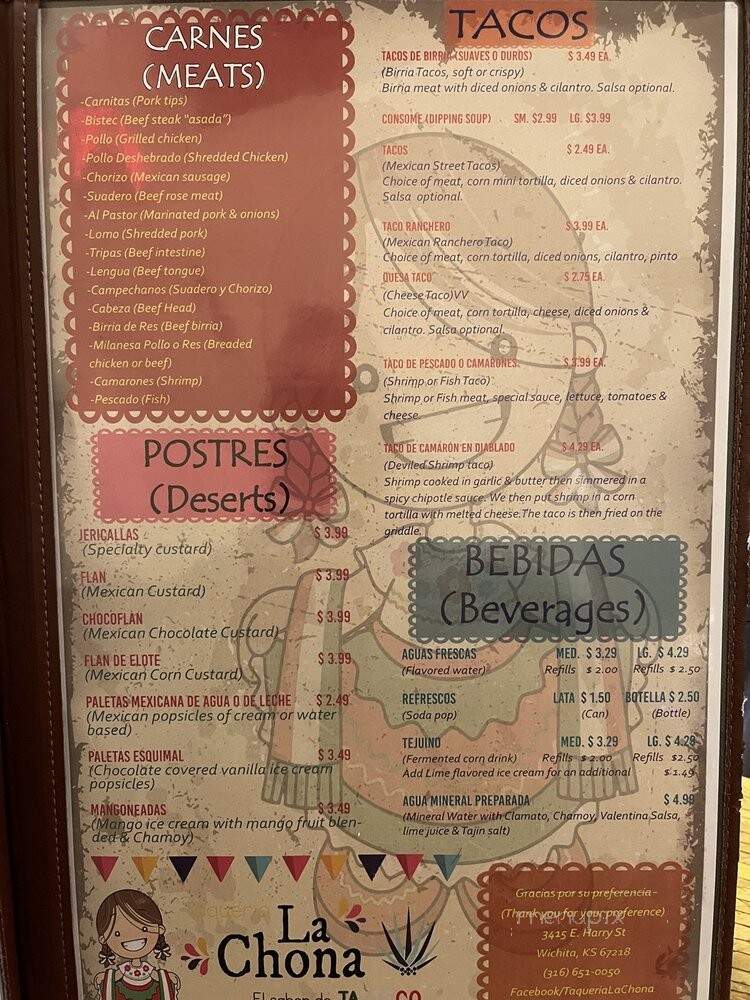 CARNES
(MEATS)
-Carnitas (Pork tips)
-Bistec (Beef steak "asada")
-Pollo (Grilled chicken)
-Pollo Deshebrado (Shredded Chicken)
-Chorizo (Mexican sausage)
-Suadero (Beef rose meat)
-Al Pastor (Marinated pork & onions)
-Lomo (Shredded pork)
-Tripas (Beef intestine)
-Lengua (Beef tongue)
-Campechanos (Suadero y Chorizo)
-Cabeza (Beef Head)
-Birria de Res (Beef birria)
-Milanesa Pollo o Res (Breaded
chicken or beef)
-Camarones (Shrimp)
-Pescado (Fish)
POSTRES
(Deserts)
JERICALLAS $ 3.99
(Specialty custard)
FLAN $ 3.99
(Mexican Custard)
CHOCOFLAN $ 3.99
(Mexican Chocolate Custard)
FLAN DE ELOTE $ 3.99
(Mexican Corn Custard)
PALETAS MEXICANA DE AGUA O DE LECHE $ 2.49
(Mexican popsicles of cream or water
based)
PALETAS ESQUIMAL $ 3.49
(Chocolate covered vanilla ice cream
popsicles)
MANGONEADAS $ 3.49
(Mango ice cream with mango fruit blen-
ded & Chamoy)
La
Chona
El sabor de TA CO
TACOS
TACOS DE BIRRIA (SUAVES O DUROS) $ 3.49 EA.
(Birria Tacos, soft or crispy)
Birria meat with diced onions & cilantro. Salsa optional.
CONSOME (DIPPING SOUP) SM. $2.99 LG. $3.99
TACOS $ 2.49 EA.
(Mexican Street Tacos)
Choice of meat, corn mini tortilla, diced onions & cilantro.
Salsa optional.
TACO RANCHERO $ 3.99 EA.
(Mexican Ranchero Taco)
Choice of meat, corn tortilla, diced onions, cilantro, pinto
QUESA TACO $ 2.75 EA.
(Cheese Taco)VV
Choice of meat, corn tortilla, cheese, diced onions &
cilantro. Salsa optional.
TACO DE PESCADO O CAMARONES. $ 3.99 EA.
(Shrimp or Fish Taco)
Shrimp or Fish meat, special sauce, lettuce, tomatoes &
cheese.
TACO DE CAMARÓN EN DIABLADO $ 4.29 EA.
(Deviled Shrimp taco)
Shrimp cooked in garlic & butter then simmered in a
spicy chipotle sauce. We then put shrimp in a corn
tortilla with melted cheese.The taco is then fried on the
griddle.
BEBIDAS
(Beverages)
AGUAS FRESCAS MED. $ 3.29 LG. $ 4.29
(Flavored water) Refills $ 2.00 Refills $ 2.50
REFRESCOS LATA $ 1.50 BOTELLA $ 2.50
(Soda pop) (Can) (Bottle)
TEJUINO MED. $ 3.29 LG. $ 4.29
(Fermented corn drink) Refills $ 2.00 Refills $2.50
Add Lime flavored ice cream for an additional $ 1.49
AGUA MINERAL PREPARADA $ 4.99
(Mineral Water with Clamato, Chamoy, Valentina Salsa,
lime juice & Tajin salt)
Gracias por su preferencia
(Thank you for your preference)
menupix
3415 E. Harry St
Wichita, KS 67218
(316) 651-0050
Facebook/TaqueriaLaChona